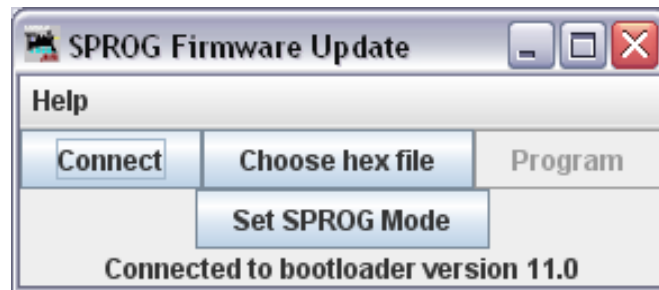 SPROG Firmware Update
Help
Connect Choose hex file Program
Set SPROG Mode
Connected to bootloader version 11.0